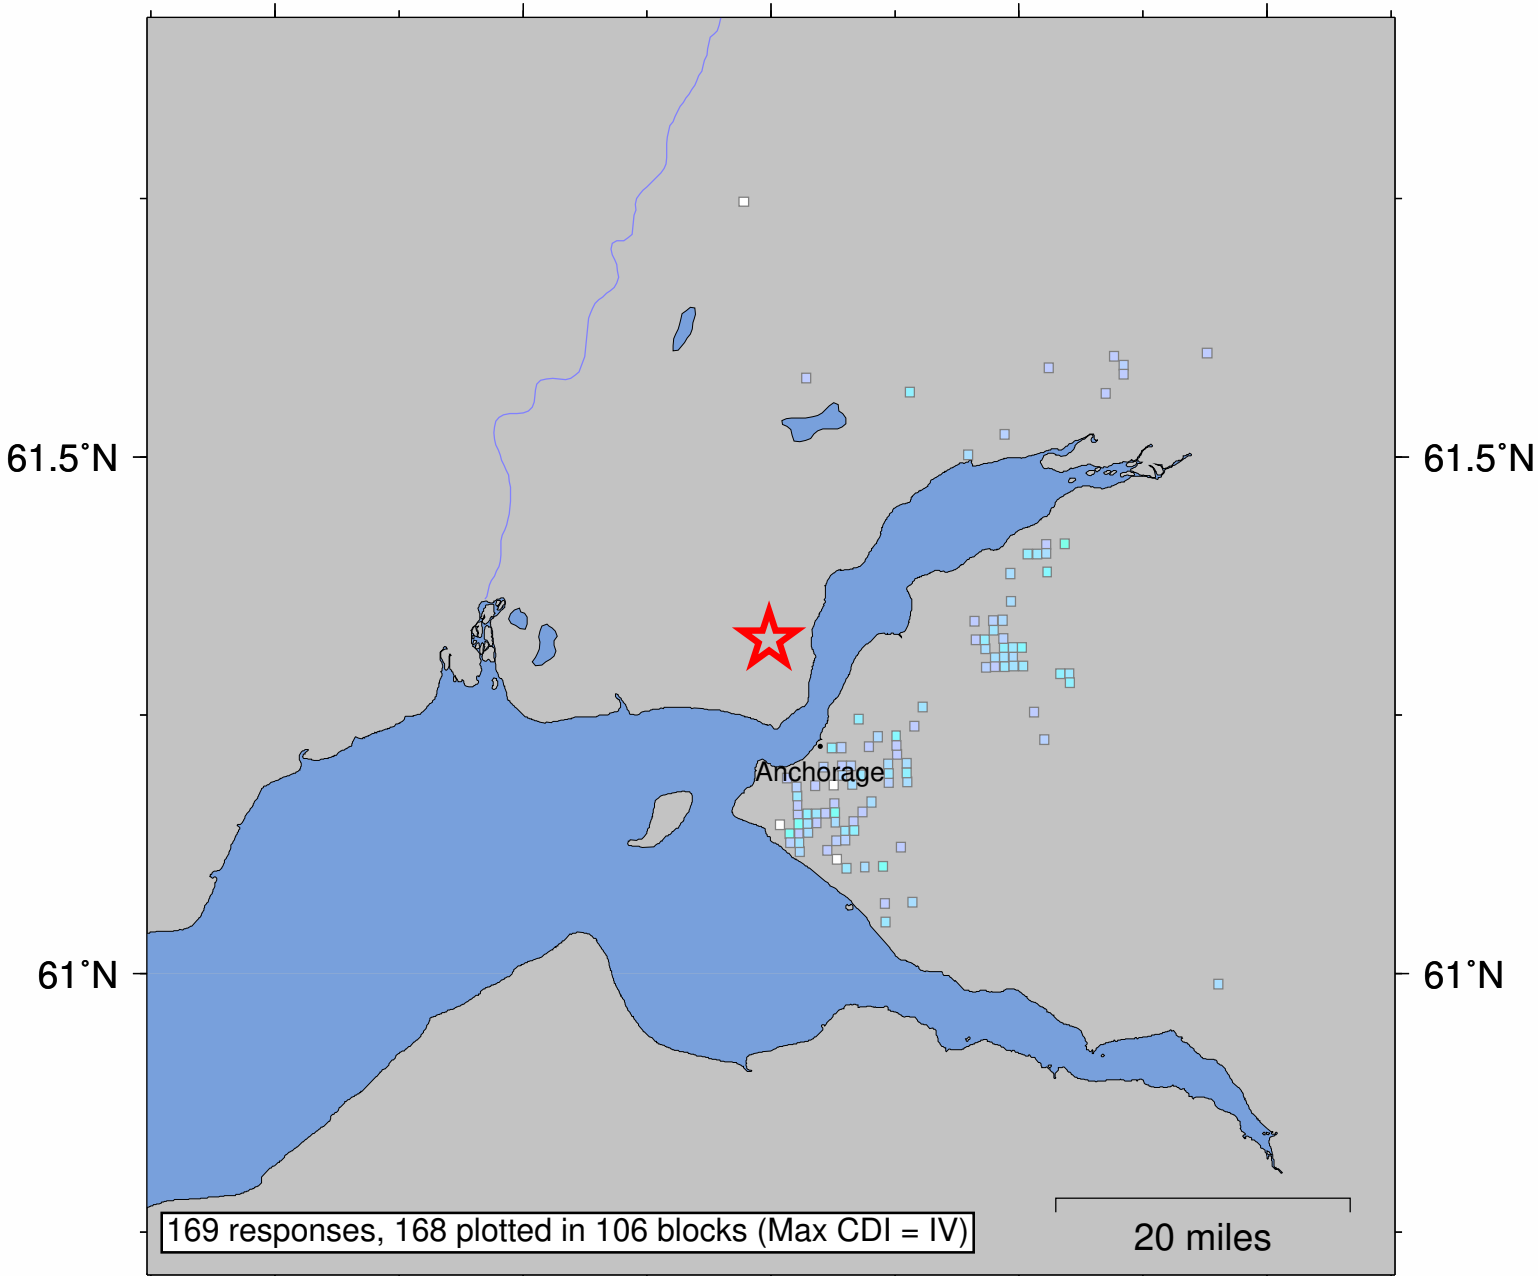 61.5˚N
61.5˚N
Anchorage
61˚N
61˚N
169 responses, 168 plotted in 106 blocks (Max CDI = IV)
20 miles